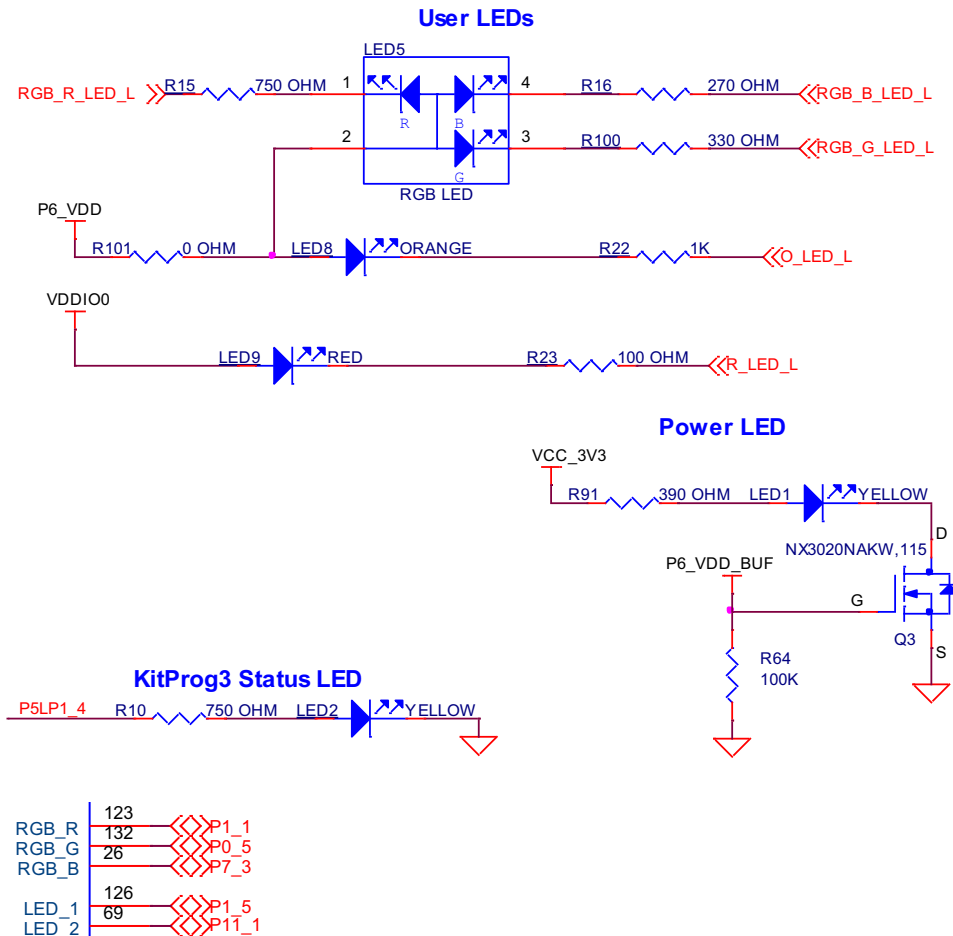 User LEDs
LED5
RGB_R_LED_L R15 750 OHM 1 4 R16 270 OHM RGB_B_LED_L
R B
2 3 R100 330 OHM RGB_G_LED_L
G
RGB LED
P6_VDD
R101 0 OHM LED8 ORANGE R22 1K O_LED_L
VDDIO0
LED9 RED R23 100 OHM R_LED_L
Power LED
VCC_3V3
R91 390 OHM LED1 YELLOW
D
NX3020NAKW,115
P6_VDD_BUF
G
Q3
S
R64
100K
KitProg3 Status LED
P5LP1_4 R10 750 OHM LED2 YELLOW
RGB_R 123 P1_1
RGB_G 132 P0_5
RGB_B 26 P7_3
LED_1 126 P1_5
LED_2 69 P11_1